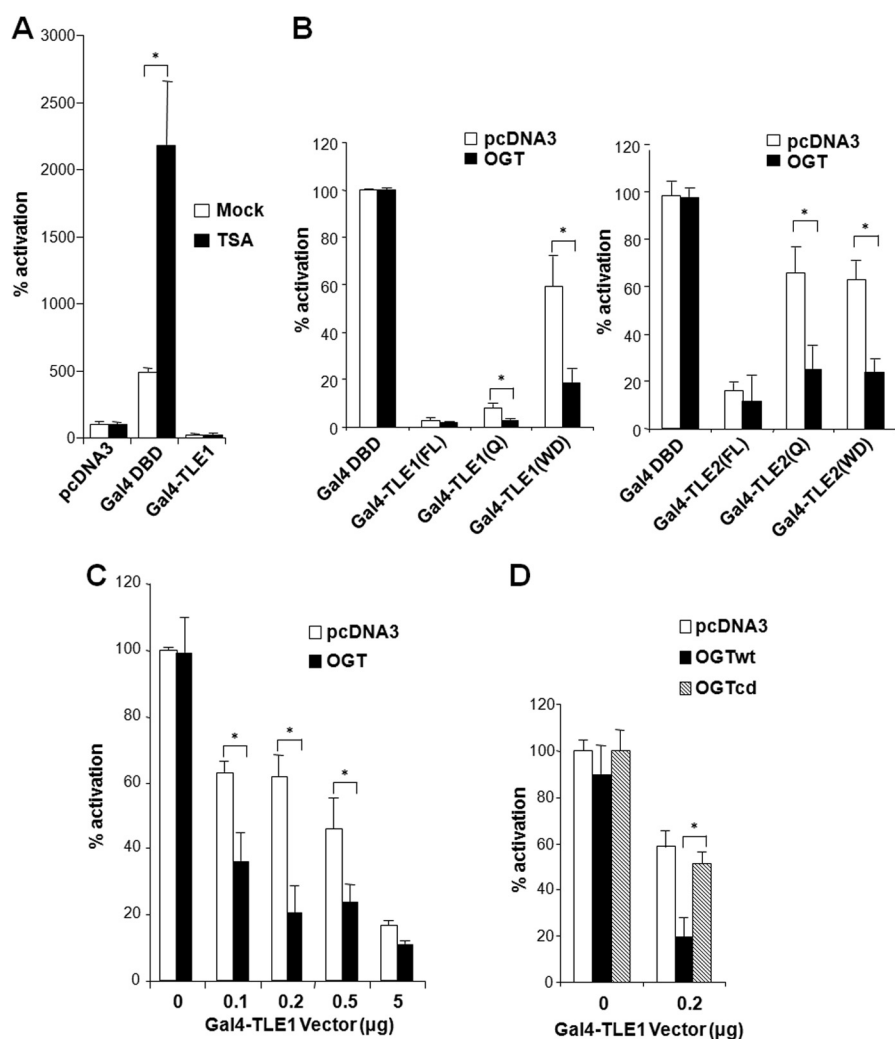 A
3000
2500
2000
1500
1000
500
0
% activation
*
Mock
TSA
pcDNA3
Gal4 DBD
Gal4-TLE1
B
120
100
80
60
40
20
0
% activation
pcDNA3
OGT
*
*
Gal4 DBD
Gal4-TLE1(FL)
Gal4-TLE1(Q)
Gal4-TLE1(WD)
120
100
80
60
40
20
0
% activation
pcDNA3
OGT
*
*
Gal4 DBD
Gal4-TLE2(FL)
Gal4-TLE2(Q)
Gal4-TLE2(WD)
C
120
100
80
60
40
20
0
% activation
pcDNA3
OGT
*
*
*
0 0.1 0.2 0.5 5
Gal4-TLE1 Vector (µg)
D
pcDNA3
OGTwt
OGTcd
120
100
80
60
40
20
0
% activation
*
0 0.2
Gal4-TLE1 Vector (µg)